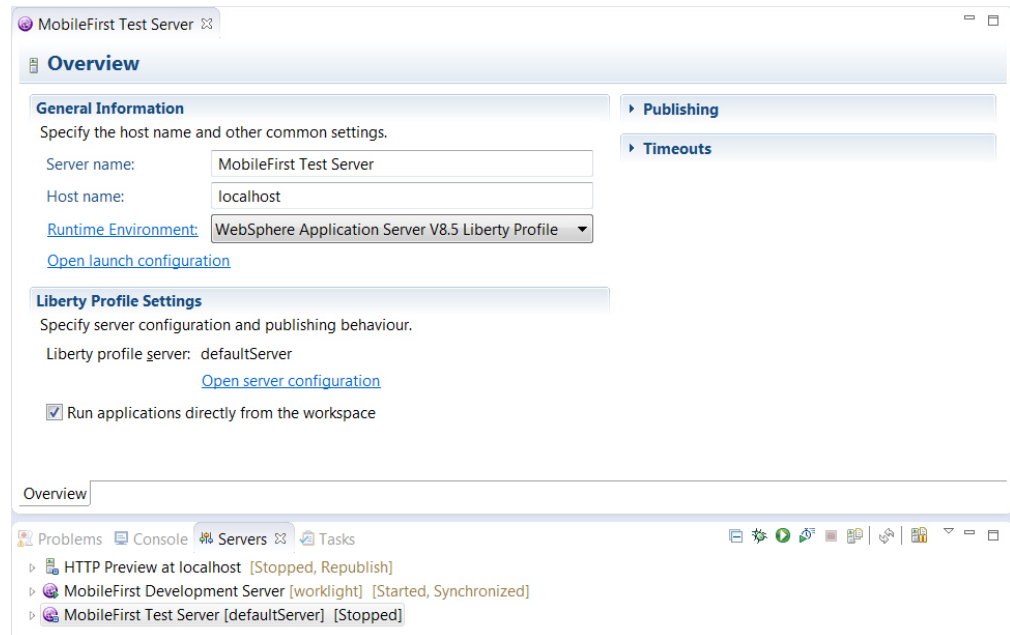 MobileFirst Test Server
Overview
General Information
Specify the host name and other common settings.
Server name: MobileFirst Test Server
Host name: localhost
Runtime Environment: WebSphere Application Server V8.5 Liberty Profile
Open launch configuration
Publishing
Timeouts
Liberty Profile Settings
Specify server configuration and publishing behaviour.
Liberty profile server: defaultServer
Open server configuration
Run applications directly from the workspace
Overview
Problems Console Servers Tasks
HTTP Preview at localhost [Stopped, Republish]
MobileFirst Development Server [worklight] [Started, Synchronized]
MobileFirst Test Server [defaultServer] [Stopped]